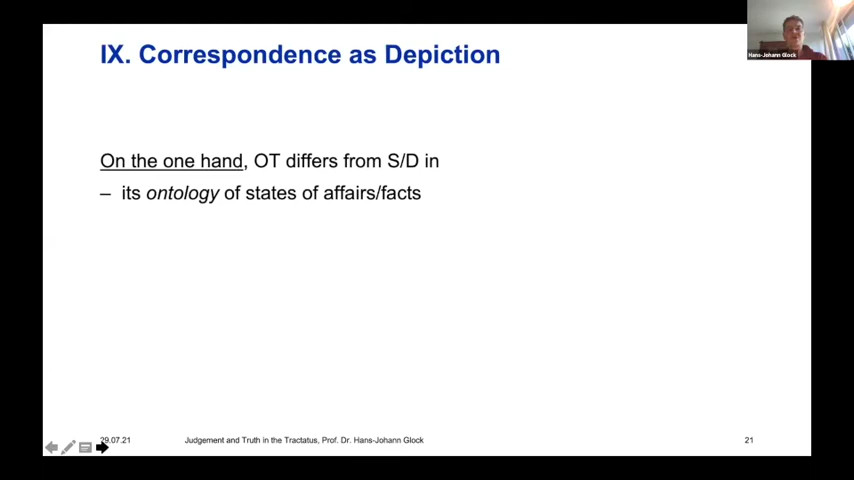 IX. Correspondence as Depiction
Hans-Johann Glock
On the one hand, OT differs from S/D in
– its ontology of states of affairs/facts
29.07.21 Judgement and Truth in the Tractatus, Prof. Dr. Hans-Johann Glock 21